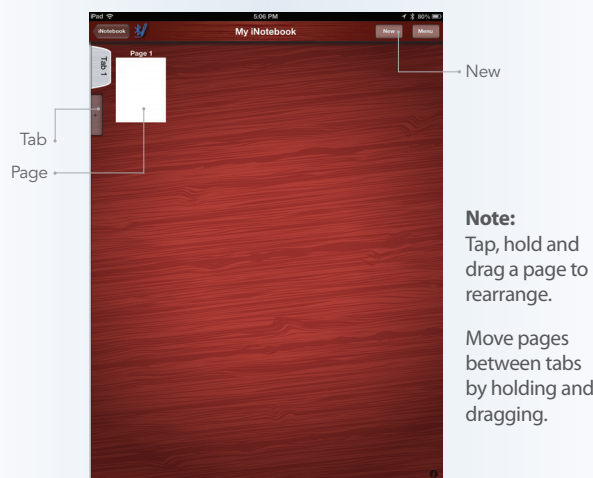 iPad 5:06 PM 80%
iNotebook My iNotebook New Menu
Page 1
Tab 1
New
Tab
Page
Note:
Tap, hold and
drag a page to
rearrange.
Move pages
between tabs
by holding and
dragging.